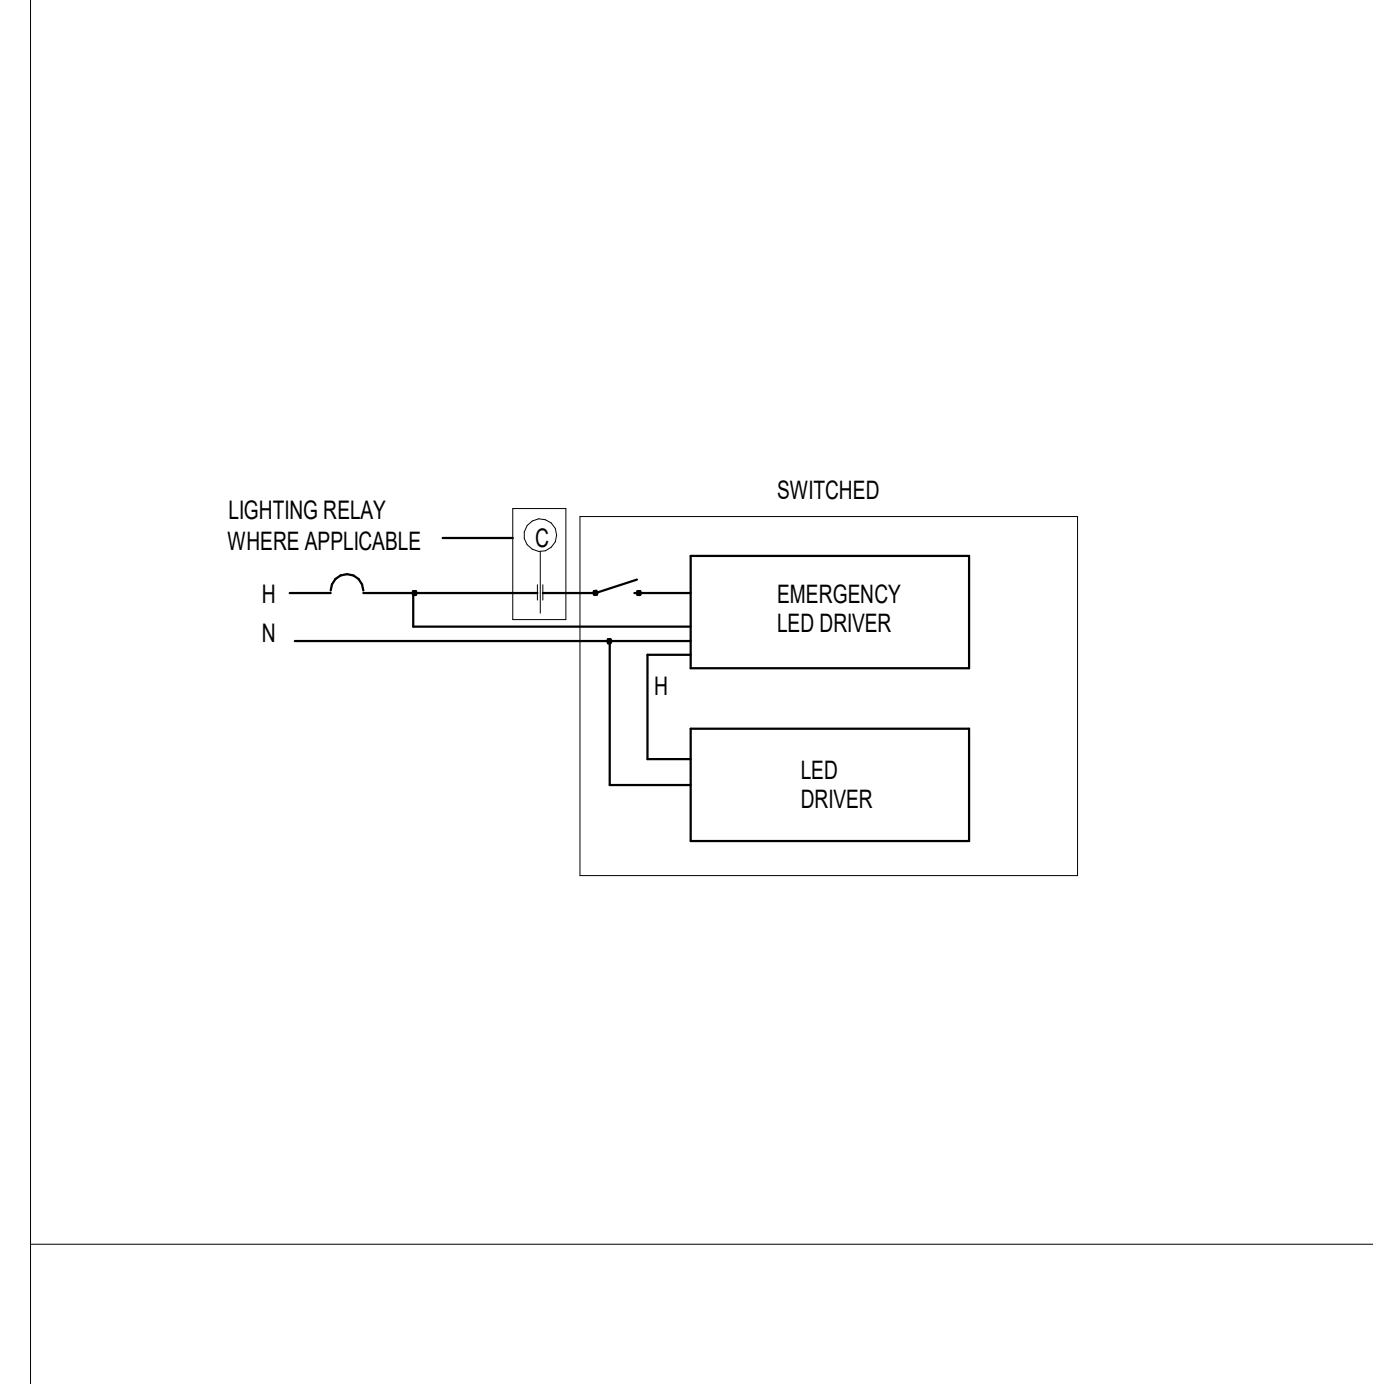 SWITCHED
LIGHTING RELAY
WHERE APPLICABLE
C
H
EMERGENCY
LED DRIVER
N
H
LED
DRIVER